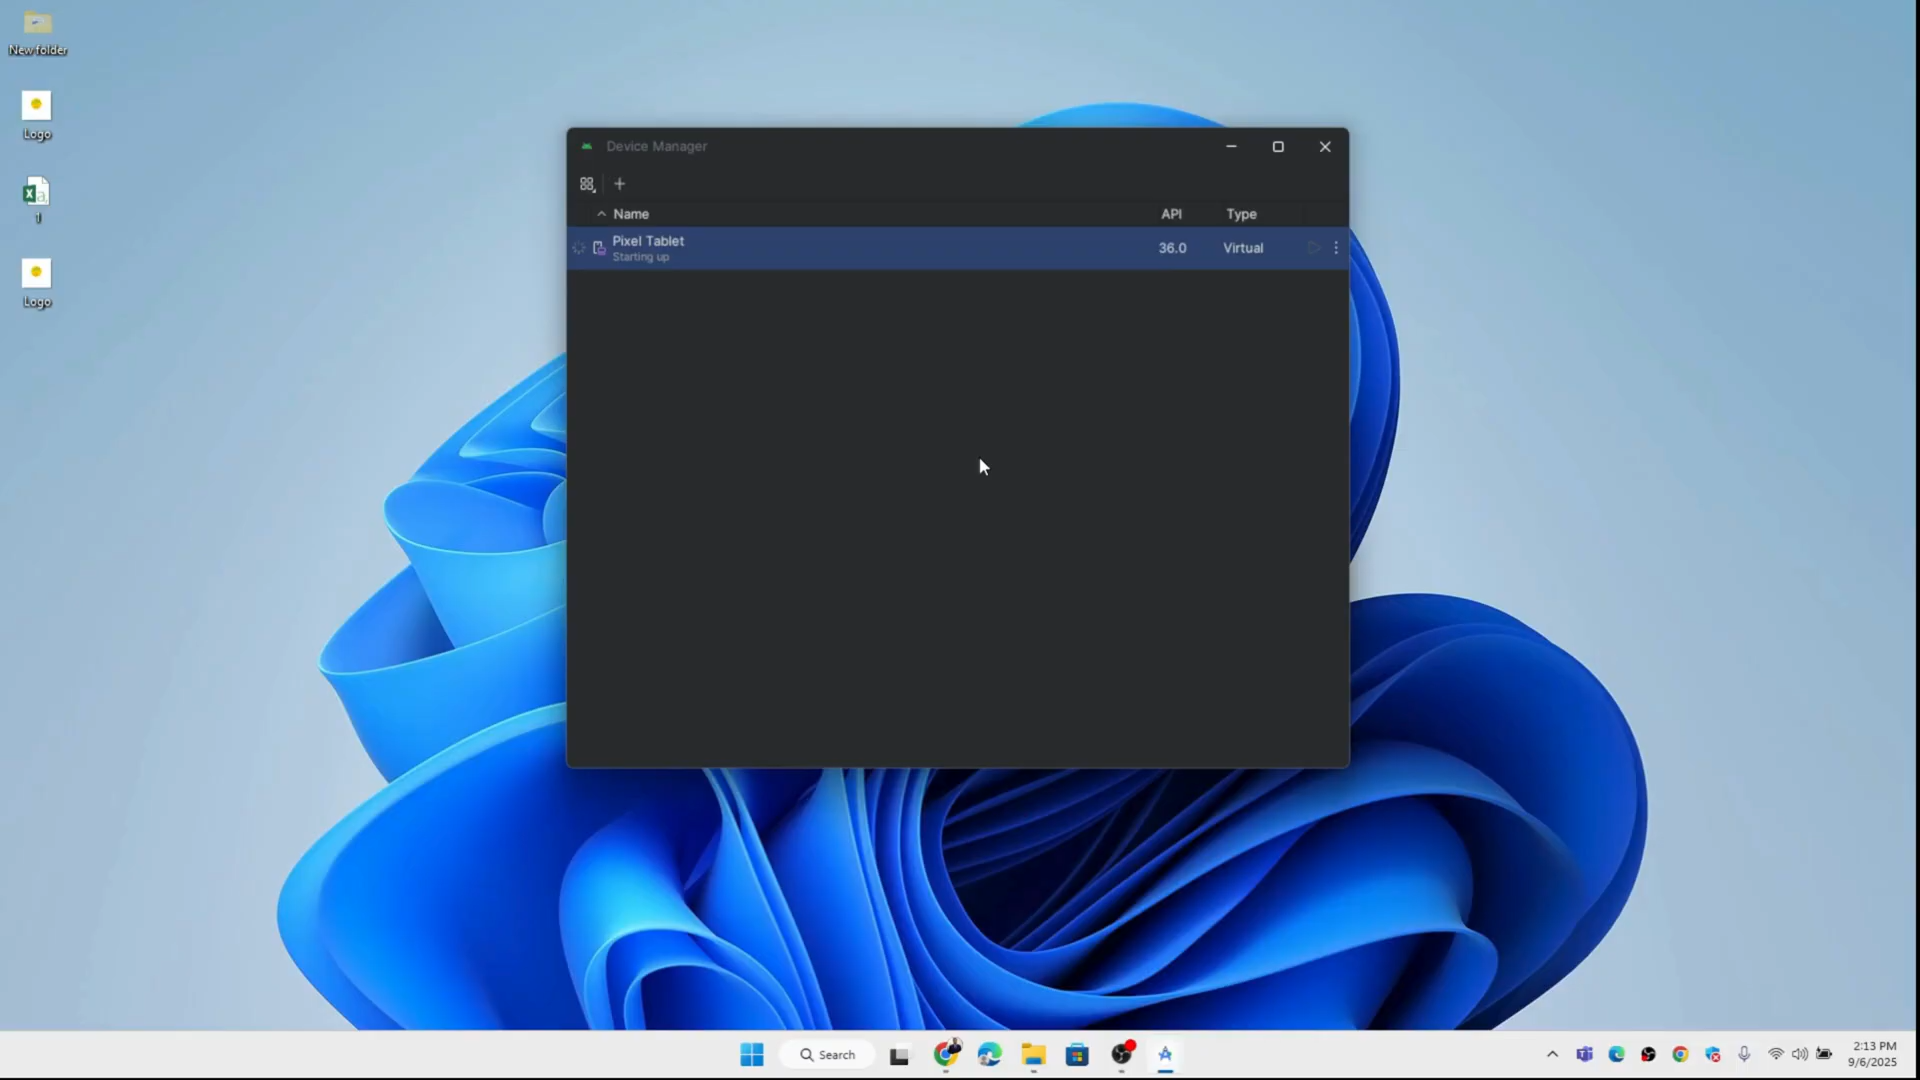 New folder
Logo
1
Logo
Device Manager
Name API Type
Pixel Tablet 36.0 Virtual
Starting up
Search
2:13 PM
9/6/2025